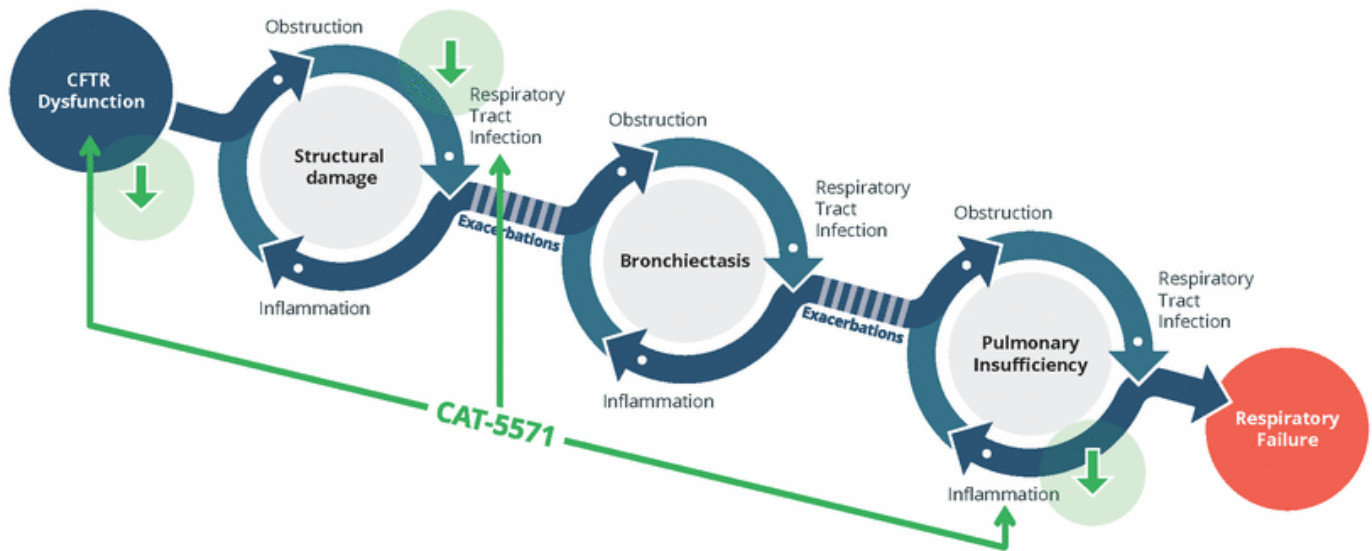 CFTR
Dysfunction
Obstruction
Respiratory
Tract
Infection
Structural
damage
Inflammation
Exacerbations
Obstruction
Respiratory
Tract
Infection
Bronchiectasis
Inflammation
Exacerbations
Obstruction
Respiratory
Tract
Infection
Pulmonary
Insufficiency
Inflammation
Respiratory
Failure
CAT-5571